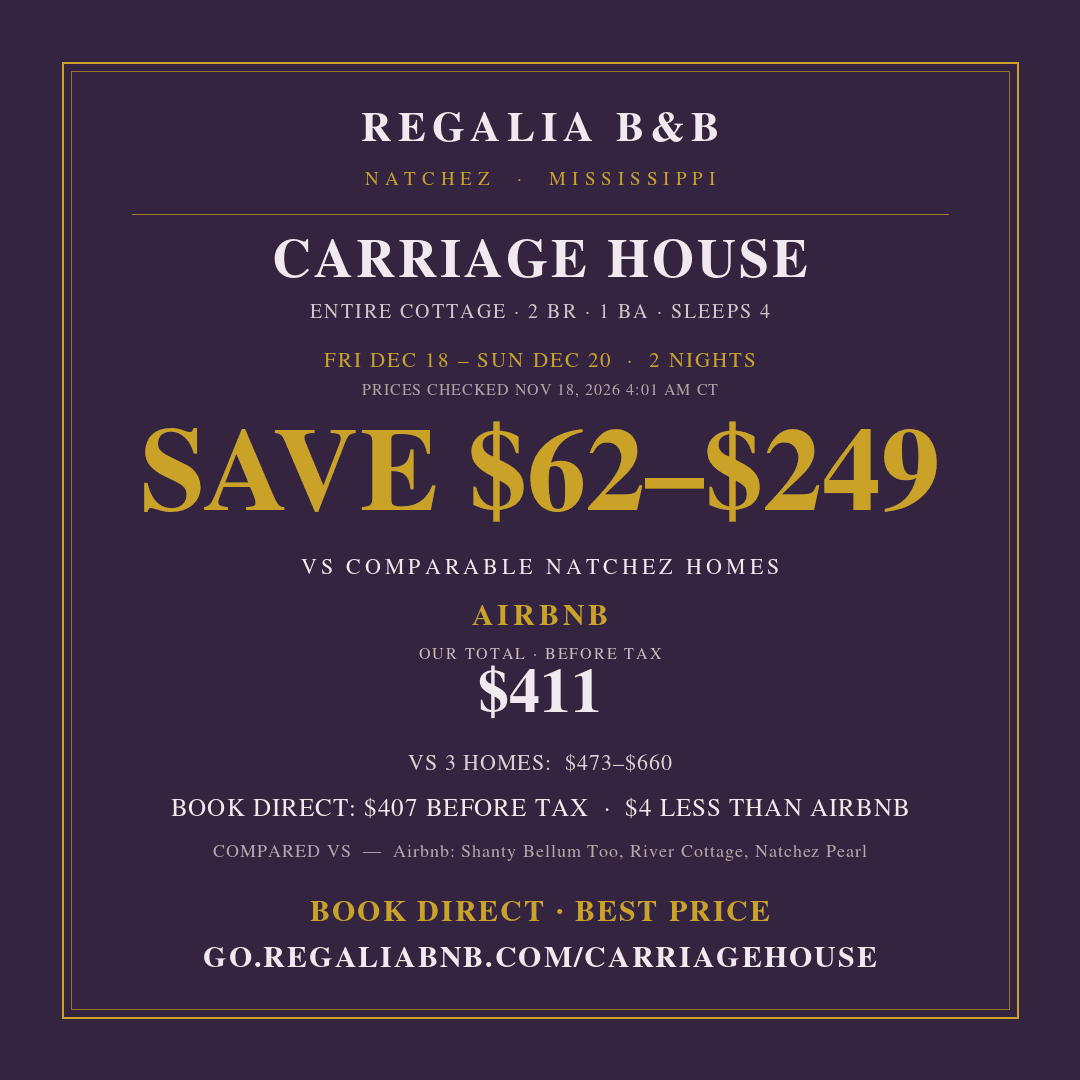 REGALIA B&B
NATCHEZ · MISSISSIPPI
CARRIAGE HOUSE
ENTIRE COTTAGE · 2 BR · 1 BA · SLEEPS 4
FRI DEC 18 – SUN DEC 20 · 2 NIGHTS
PRICES CHECKED NOV 18, 2026 4:01 AM CT
SAVE $62–$249
VS COMPARABLE NATCHEZ HOMES
AIRBNB
OUR TOTAL · BEFORE TAX
$411
VS 3 HOMES: $473–$660
BOOK DIRECT: $407 BEFORE TAX · $4 LESS THAN AIRBNB
COMPARED VS — Airbnb: Shanty Bellum Too, River Cottage, Natchez Pearl
BOOK DIRECT · BEST PRICE
GO.REGALIABNB.COM/CARRIAGEHOUSE